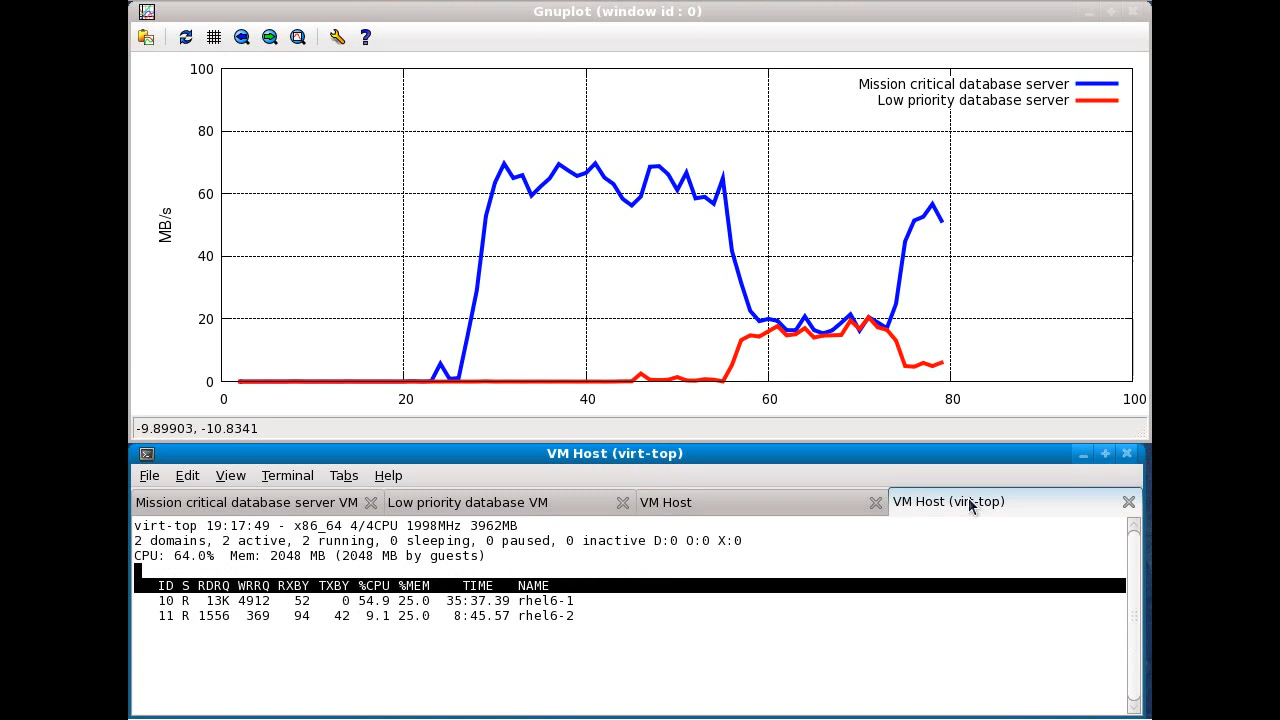 Gnuplot (window id : 0)
100
80
60
40
20
0
MB/s
Mission critical database server
Low priority database server
0 20 40 60 80 100
-9.89903, -10.8341
VM Host (virt-top)
File Edit View Terminal Tabs Help
Mission critical database server VM Low priority database VM VM Host VM Host (virt-top)
virt-top 19:17:49 - x86_64 4/4CPU 1998MHz 3962MB
2 domains, 2 active, 2 running, 0 sleeping, 0 paused, 0 inactive D:0 O:0 X:0
CPU: 64.0% Mem: 2048 MB (2048 MB by guests)
ID S RDRQ WRRQ RXBY TXBY %CPU %MEM TIME NAME
10 R 13K 4912 52 0 54.9 25.0 35:37.39 rhel6-1
11 R 1556 369 94 42 9.1 25.0 8:45.57 rhel6-2